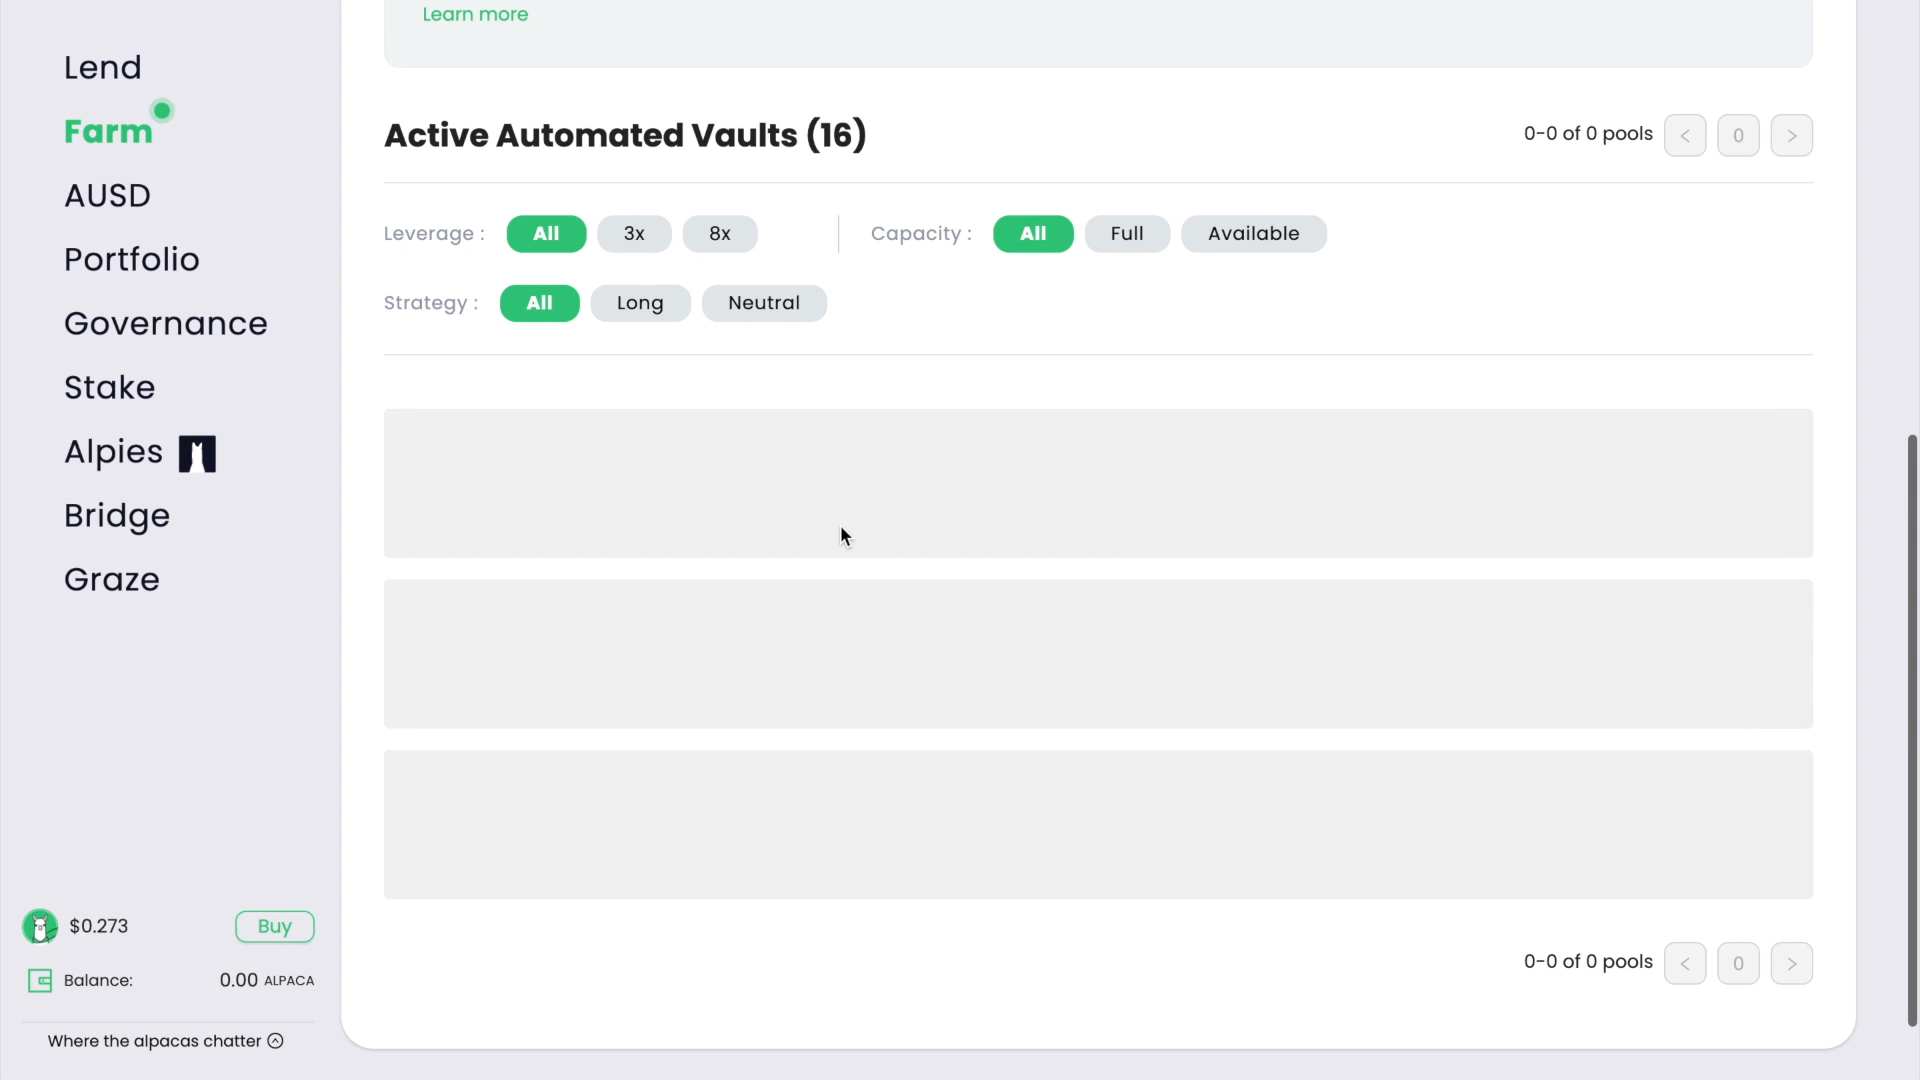 Learn more
Lend
Farm
AUSD
Portfolio
Governance
Stake
Alpies
Bridge
Graze
Active Automated Vaults (16)
0-0 of 0 pools < 0 >
Leverage : All 3x 8x
Capacity : All Full Available
Strategy : All Long Neutral
0-0 of 0 pools < 0 >
$0.273 Buy
Balance: 0.00 ALPACA
Where the alpacas chatter